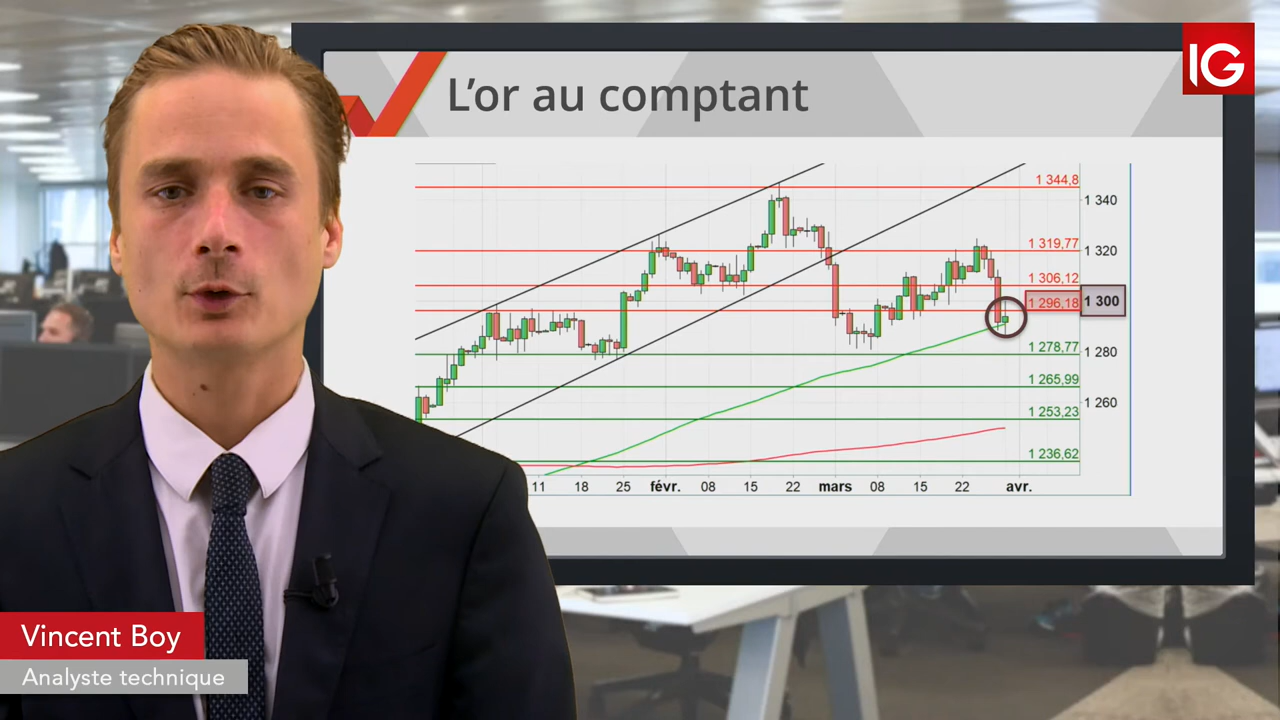 IG
L’or au comptant
1 344,8
1 340
1 319,77
1 320
1 306,12
1 296,18
1 300
1 278,77
1 280
1 265,99
1 253,23
1 260
1 236,62
11 18 25 févr. 08 15 22 mars 08 15 22 avr.
Vincent Boy
Analyste technique